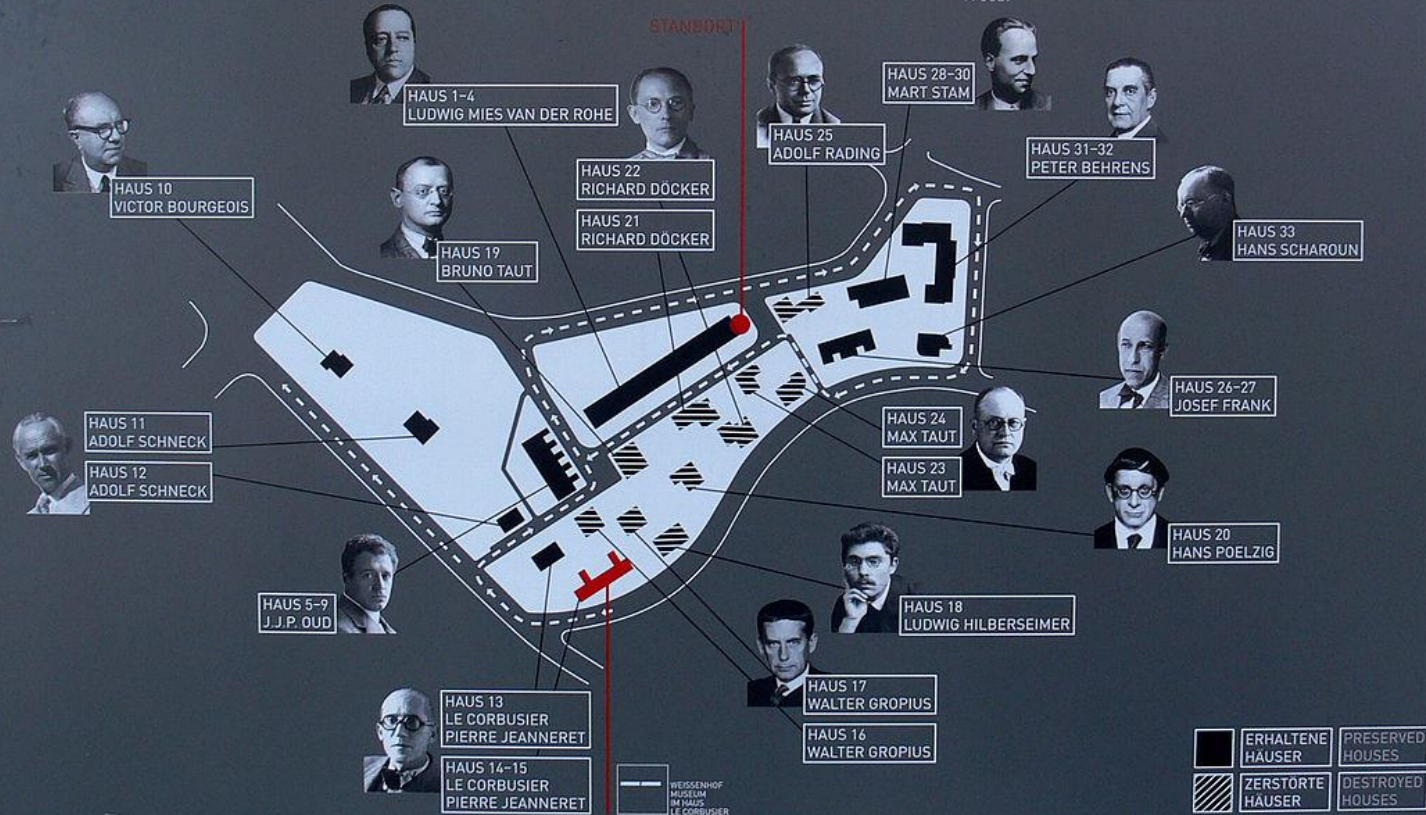 STANDORT
HAUS 1–4
LUDWIG MIES VAN DER ROHE
HAUS 28–30
MART STAM
HAUS 25
ADOLF RADING
HAUS 31–32
PETER BEHRENS
HAUS 22
RICHARD DÖCKER
HAUS 21
RICHARD DÖCKER
HAUS 10
VICTOR BOURGEOIS
HAUS 19
BRUNO TAUT
HAUS 33
HANS SCHAROUN
HAUS 26–27
JOSEF FRANK
HAUS 11
ADOLF SCHNECK
HAUS 12
ADOLF SCHNECK
HAUS 24
MAX TAUT
HAUS 23
MAX TAUT
HAUS 20
HANS POELZIG
HAUS 5–9
J.J.P. OUD
HAUS 18
LUDWIG HILBERSEIMER
HAUS 17
WALTER GROPIUS
HAUS 16
WALTER GROPIUS
HAUS 13
LE CORBUSIER
PIERRE JEANNERET
HAUS 14–15
LE CORBUSIER
PIERRE JEANNERET
WEISSENHOF
MUSEUM
IM HAUS
LE CORBUSIER
ERHALTENE
HÄUSER
PRESERVED
HOUSES
ZERSTÖRTE
HÄUSER
DESTROYED
HOUSES